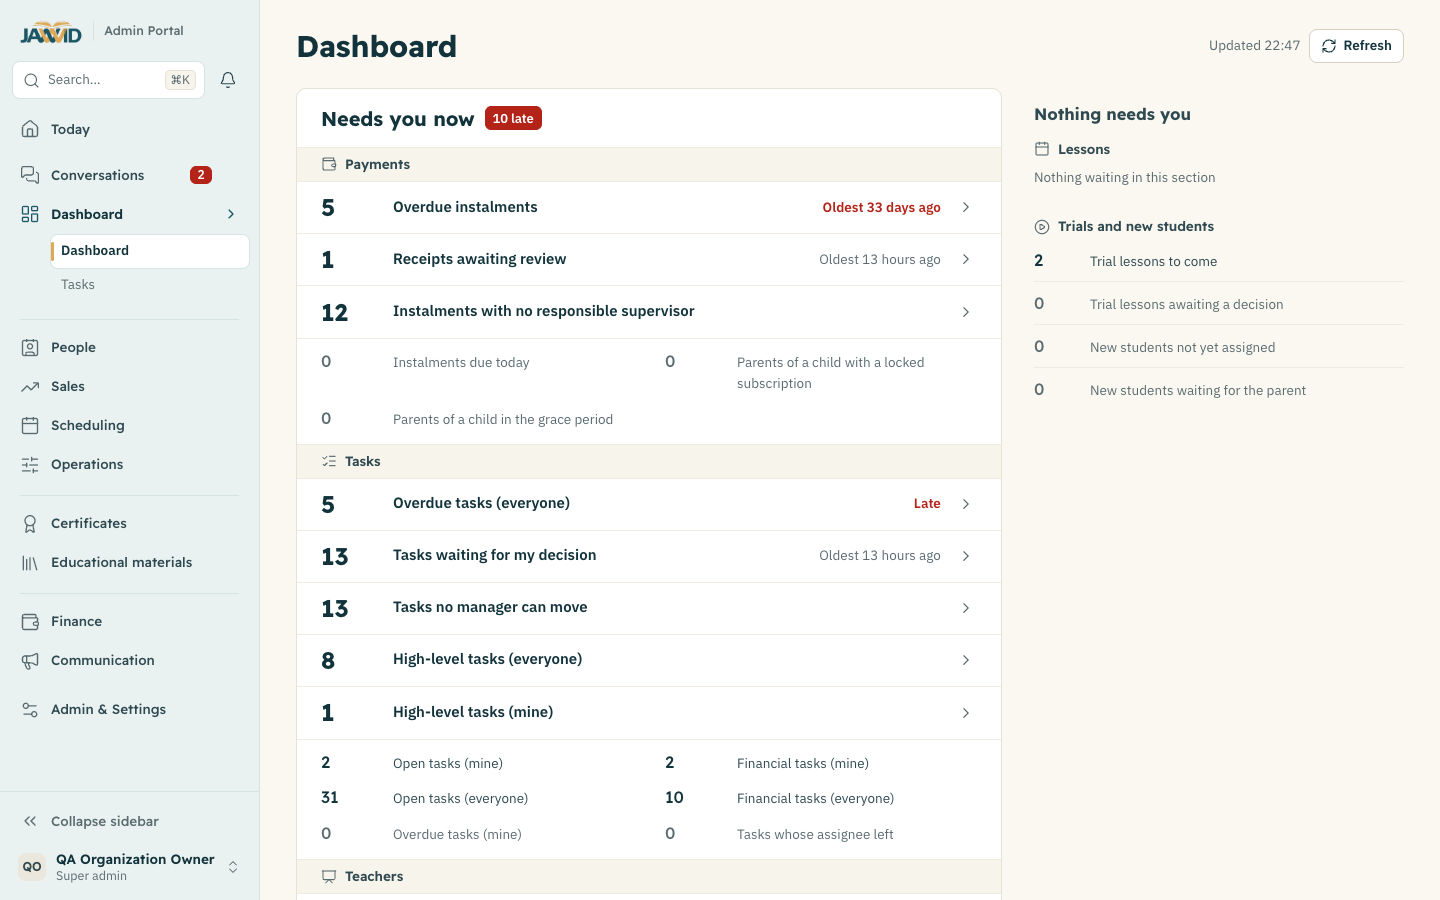 JAWID
Admin Portal
Search...
⌘K
Today
Conversations
2
Dashboard
Dashboard
Tasks
People
Sales
Scheduling
Operations
Certificates
Educational materials
Finance
Communication
Admin & Settings
Collapse sidebar
QO
QA Organization Owner
Super admin
Dashboard
Updated 22:47
Refresh
Needs you now
10 late
Payments
5 Overdue instalments Oldest 33 days ago
1 Receipts awaiting review Oldest 13 hours ago
12 Instalments with no responsible supervisor
0 Instalments due today
0 Parents of a child with a locked
subscription
0 Parents of a child in the grace period
Tasks
5 Overdue tasks (everyone) Late
13 Tasks waiting for my decision Oldest 13 hours ago
13 Tasks no manager can move
8 High-level tasks (everyone)
1 High-level tasks (mine)
2 Open tasks (mine)
2 Financial tasks (mine)
31 Open tasks (everyone)
10 Financial tasks (everyone)
0 Overdue tasks (mine)
0 Tasks whose assignee left
Teachers
Nothing needs you
Lessons
Nothing waiting in this section
Trials and new students
2 Trial lessons to come
0 Trial lessons awaiting a decision
0 New students not yet assigned
0 New students waiting for the parent